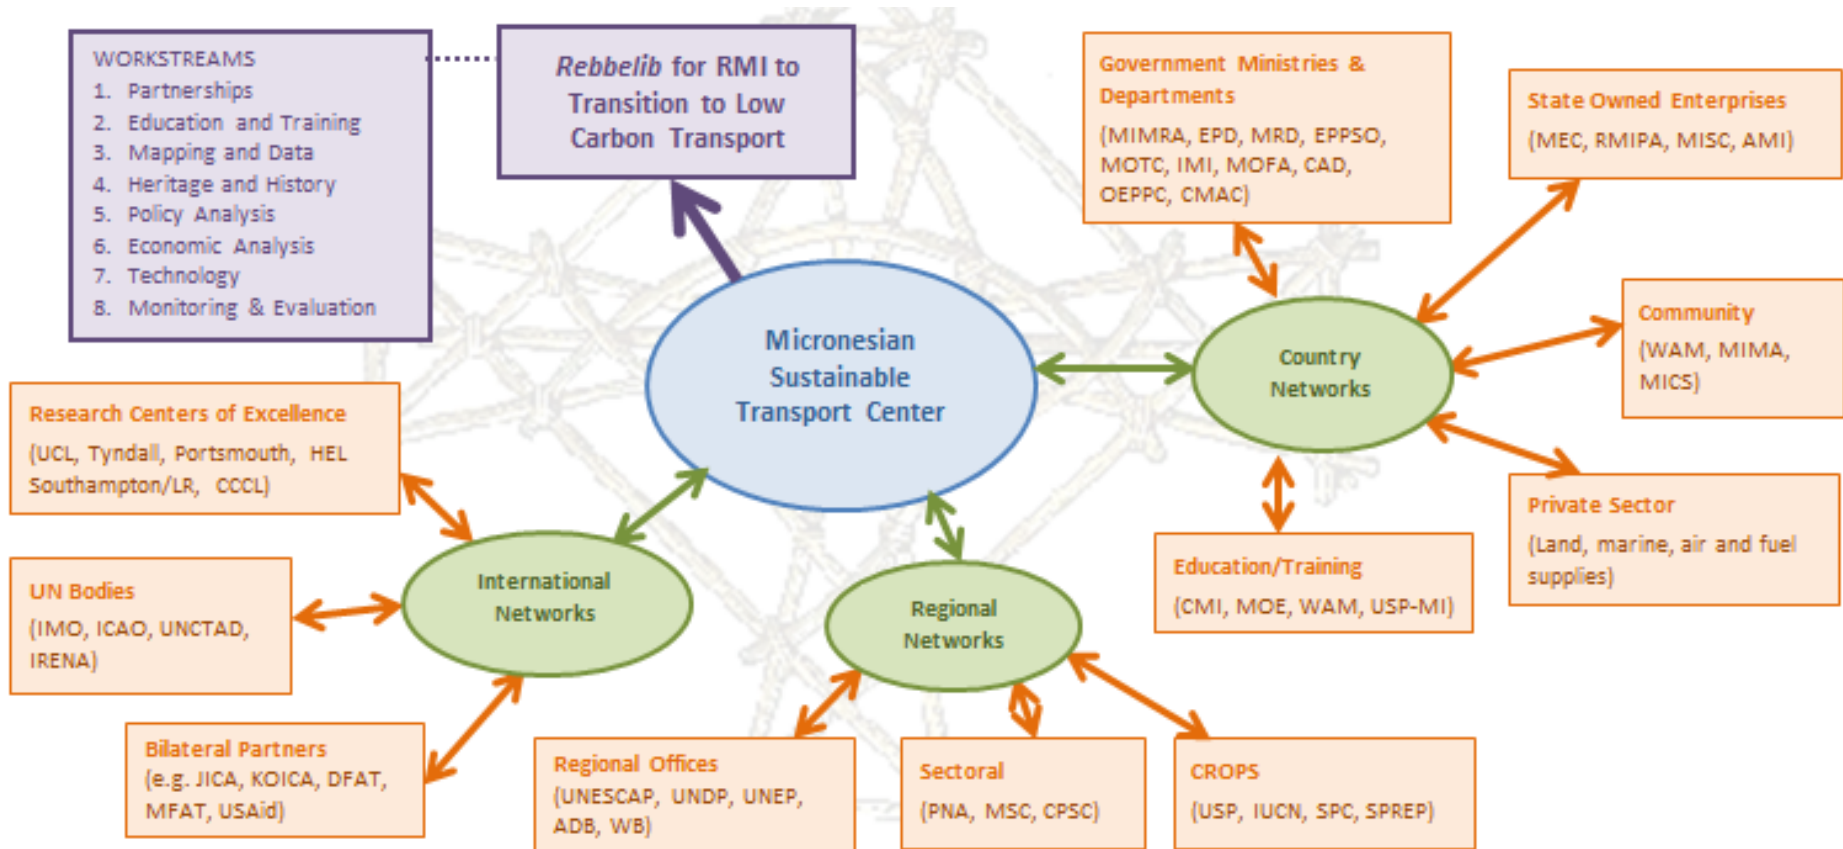 WORKSTREAMS
1. Partnerships
2. Education and Training
3. Mapping and Data
4. Heritage and History
5. Policy Analysis
6. Economic Analysis
7. Technology
8. Monitoring & Evaluation
Rebbelib for RMI to
Transition to Low
Carbon Transport
Government Ministries &
Departments
(MIMRA, EPD, MRD, EPPSO,
MOTC, IMI, MOFA, CAD,
OEPPC, CMAC)
State Owned Enterprises
(MEC, RMIPA, MISC, AMI)
Community
(WAM, MIMA,
MICS)
Micronesian
Sustainable
Transport Center
Country
Networks
Research Centers of Excellence
(UCL, Tyndall, Portsmouth, HEL
Southampton/LR, CCCL)
Private Sector
(Land, marine, air and fuel
supplies)
Education/Training
(CMI, MOE, WAM, USP-MI)
UN Bodies
(IMO, ICAO, UNCTAD,
IRENA)
International
Networks
Regional
Networks
Bilateral Partners
(e.g. JICA, KOICA, DFAT,
MFAT, USAid)
Regional Offices
(UNESCAP, UNDP, UNEP,
ADB, WB)
Sectoral
(PNA, MSC, CPSC)
CROPS
(USP, IUCN, SPC, SPREP)